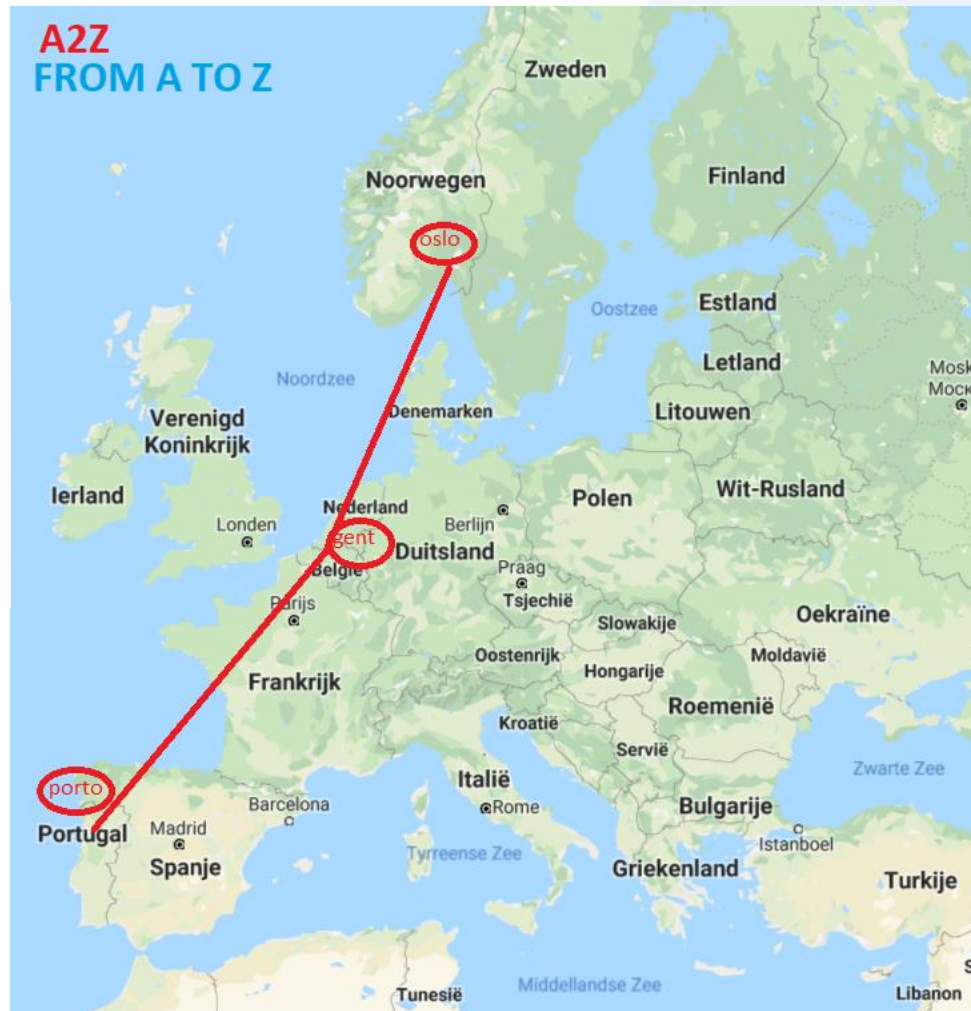 A2Z
FROM A TO Z
Zweden
Noorwegen
Finland
oslo
Estland
Oostzee
Letland
Mosk
Моск
Noordzee
Denemarken
Litouwen
Verenigd
Koninkrijk
Ierland
Nederland
Polen
Wit-Rusland
Londen
Berlijn
gent
Duitsland
België
Praag
Parijs
Tsjechië
Oekraïne
Slowakije
Oostenrijk
Moldavië
Hongarije
Frankrijk
Roemenië
Kroatië
Servië
Zwarte Zee
Italië
porto
Barcelona
Rome
Bulgarije
Portugal
Madrid
Istanboel
Tyrreense Zee
Spanje
Griekenland
Turkije
Middellandse Zee
Tunesië
S
Libanon